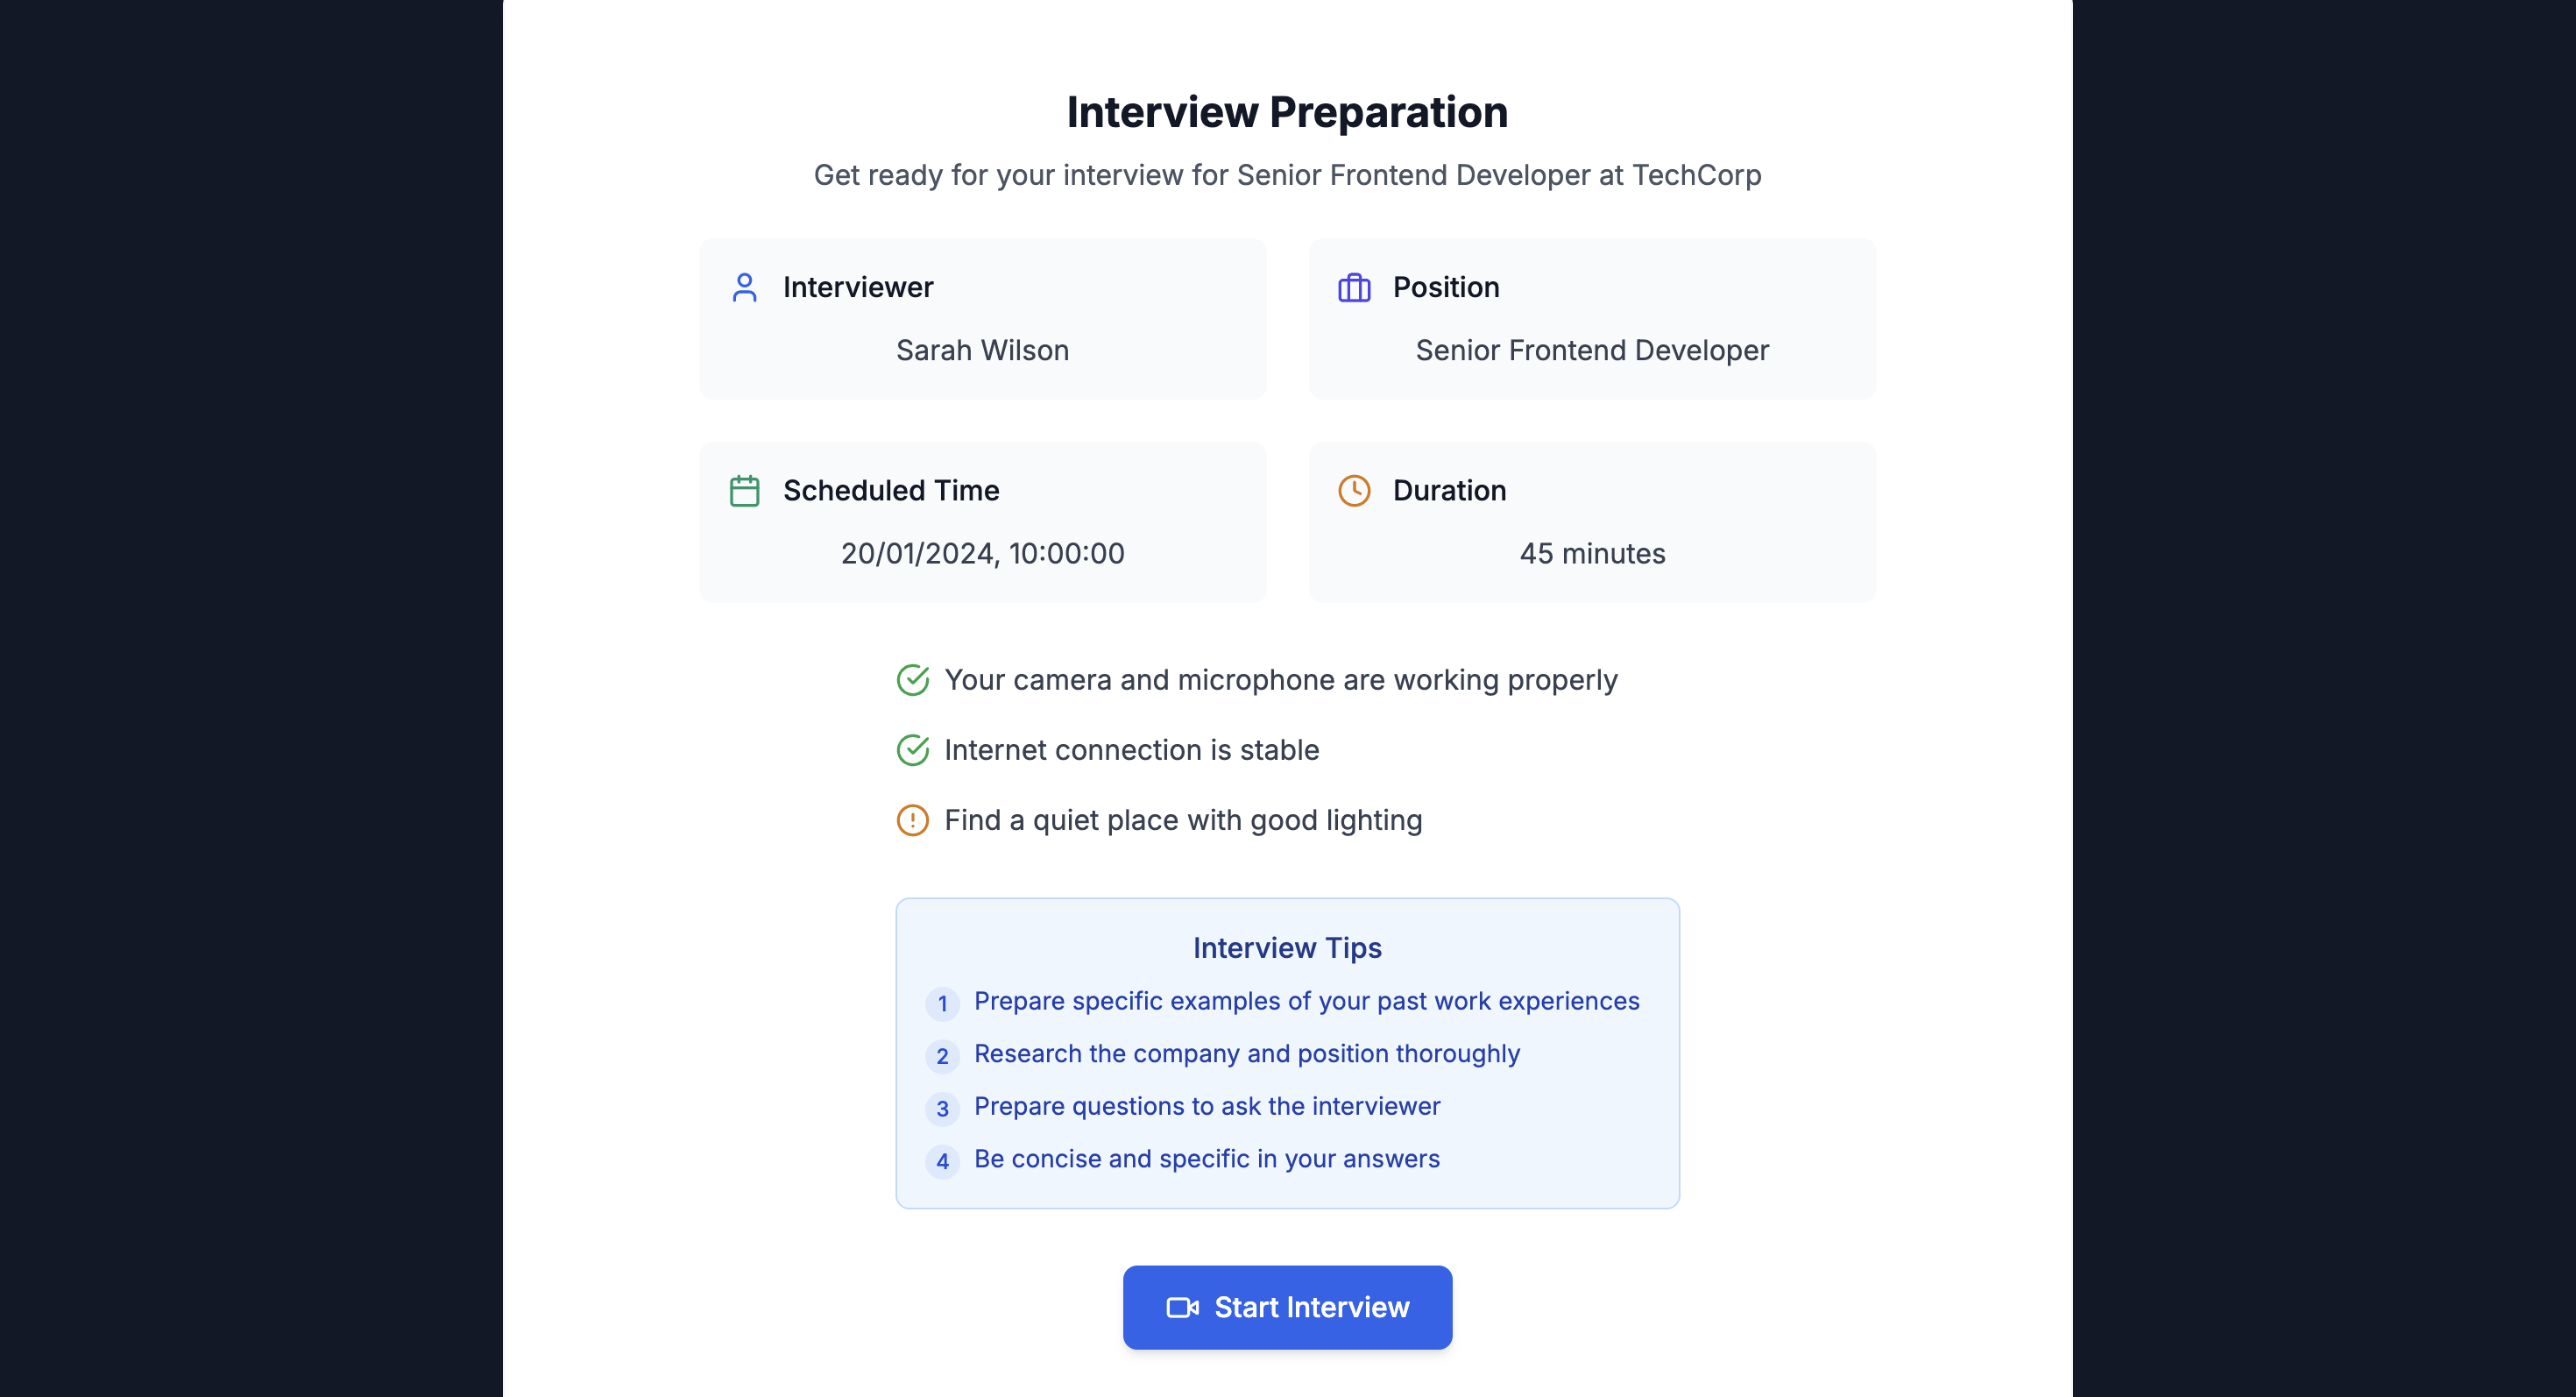 Interview Preparation
Get ready for your interview for Senior Frontend Developer at TechCorp
Interviewer
Sarah Wilson
Position
Senior Frontend Developer
Scheduled Time
20/01/2024, 10:00:00
Duration
45 minutes
Your camera and microphone are working properly
Internet connection is stable
Find a quiet place with good lighting
Interview Tips
1 Prepare specific examples of your past work experiences
2 Research the company and position thoroughly
3 Prepare questions to ask the interviewer
4 Be concise and specific in your answers
Start Interview